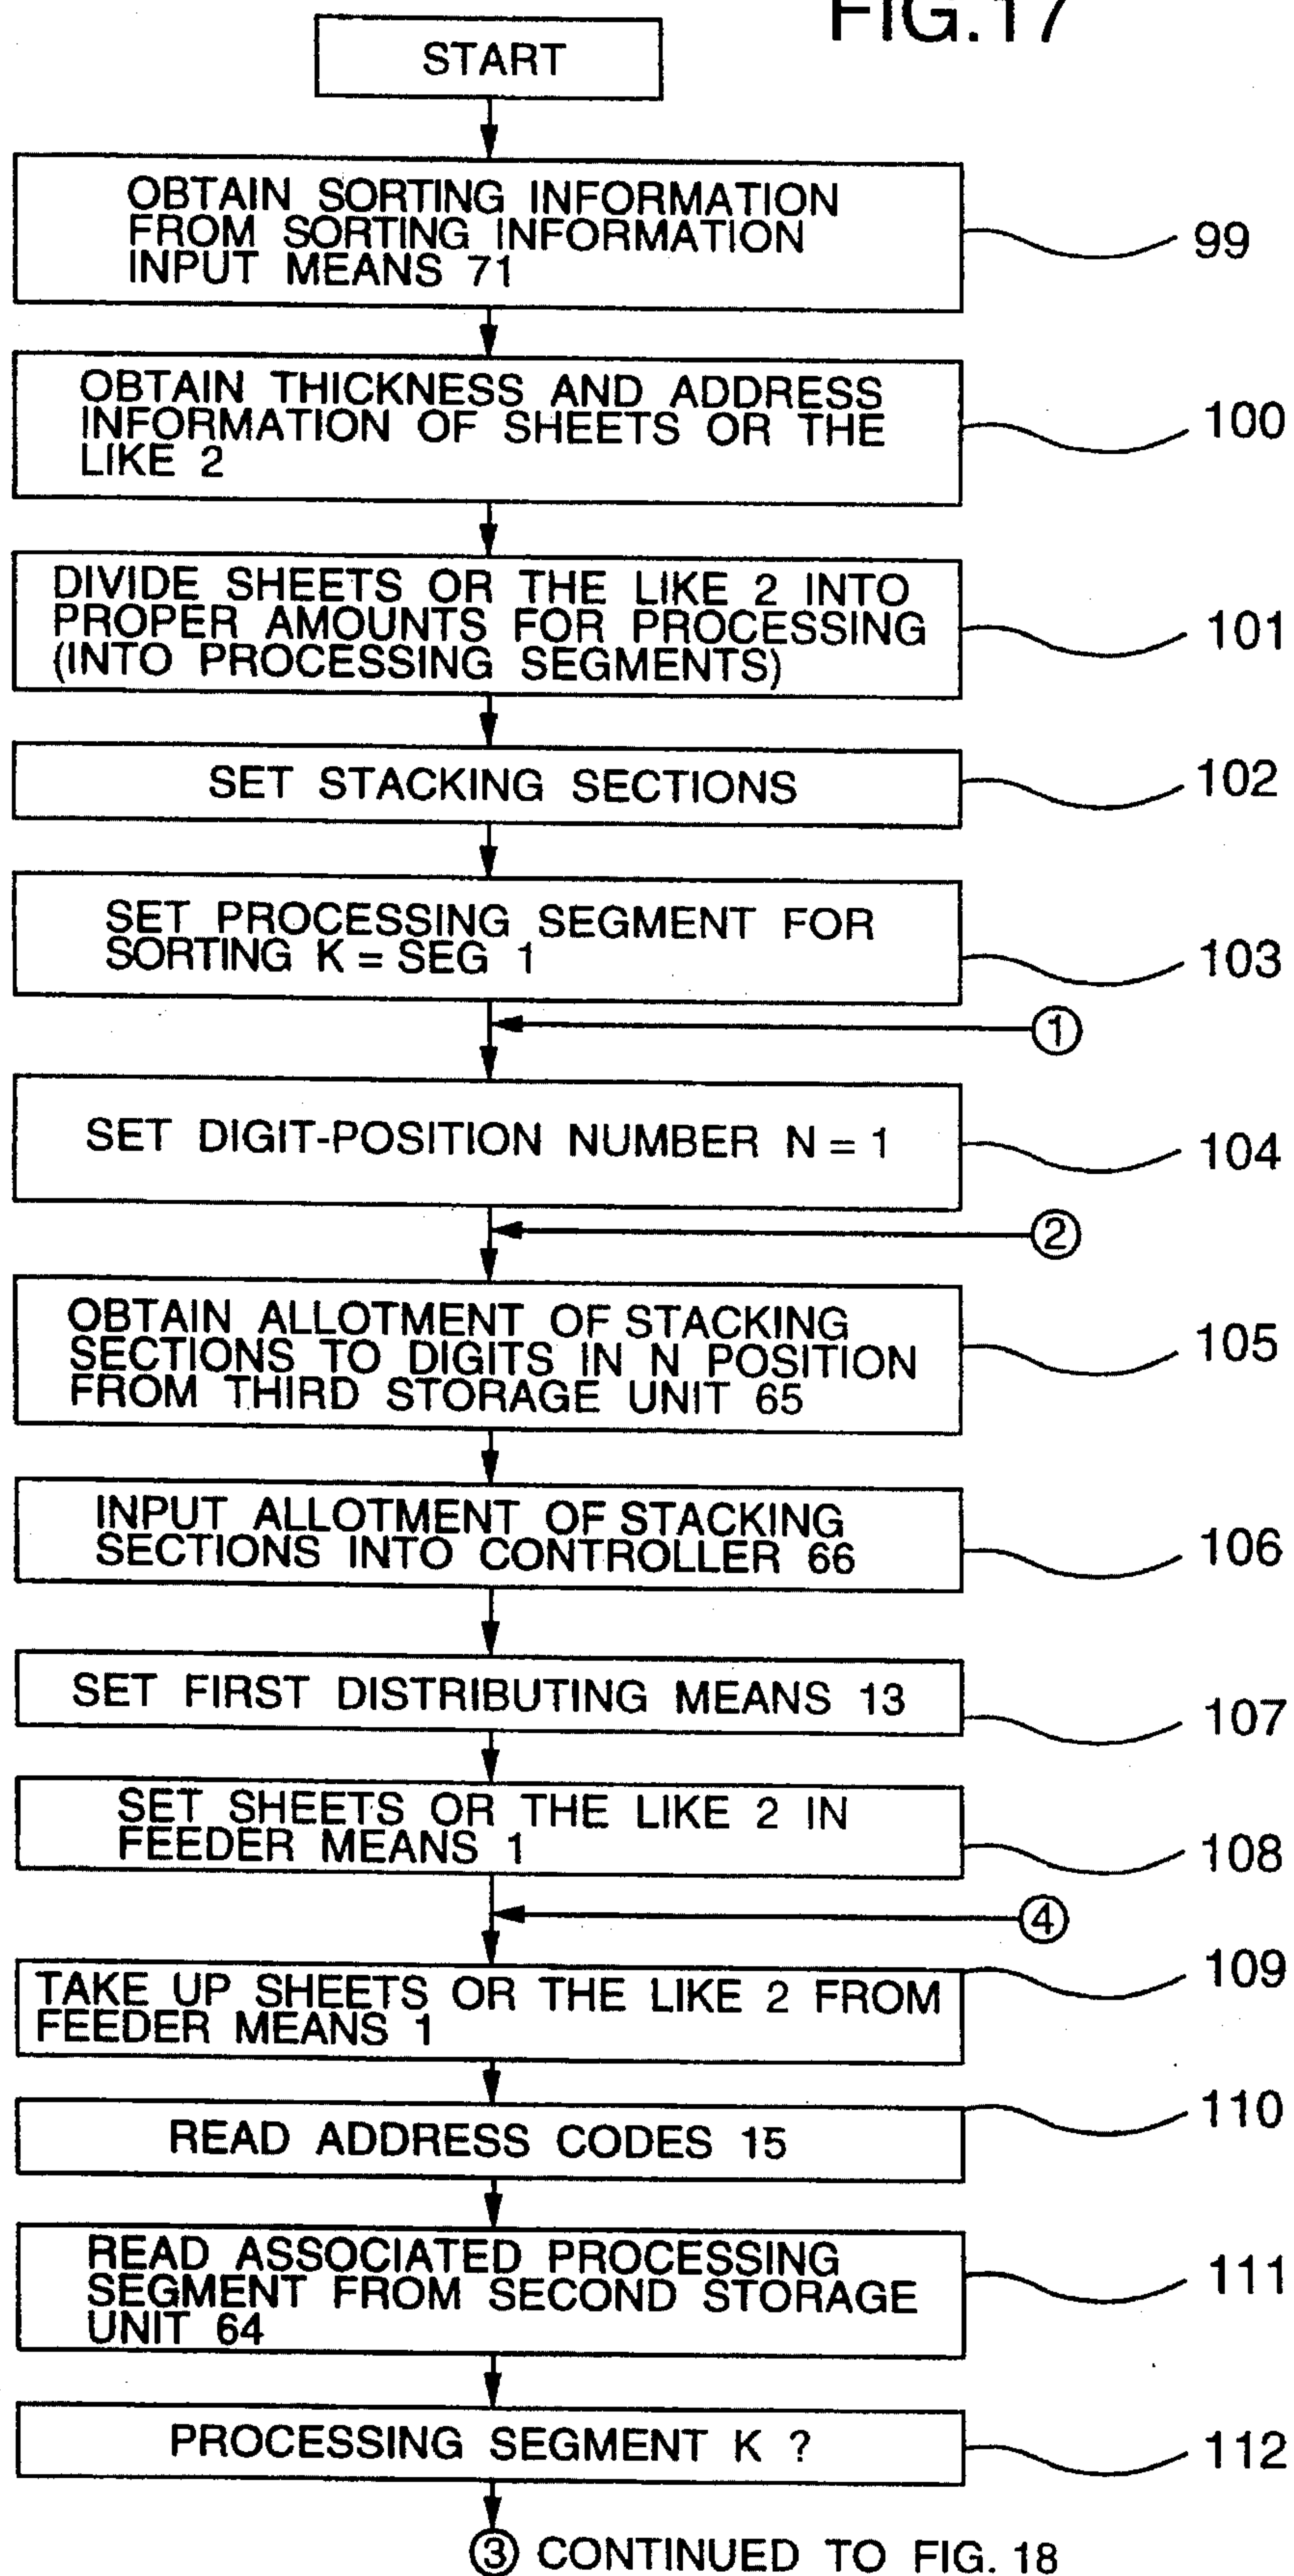 FIG.17
START
OBTAIN SORTING INFORMATION
FROM SORTING INFORMATION
INPUT MEANS 71
99
OBTAIN THICKNESS AND ADDRESS
INFORMATION OF SHEETS OR THE
LIKE 2
100
DIVIDE SHEETS OR THE LIKE 2 INTO
PROPER AMOUNTS FOR PROCESSING
(INTO PROCESSING SEGMENTS)
101
SET STACKING SECTIONS
102
SET PROCESSING SEGMENT FOR
SORTING K = SEG 1
103
①
SET DIGIT-POSITION NUMBER N = 1
104
②
OBTAIN ALLOTMENT OF STACKING
SECTIONS TO DIGITS IN N POSITION
FROM THIRD STORAGE UNIT 65
105
INPUT ALLOTMENT OF STACKING
SECTIONS INTO CONTROLLER 66
106
SET FIRST DISTRIBUTING MEANS 13
107
SET SHEETS OR THE LIKE 2 IN
FEEDER MEANS 1
108
④
TAKE UP SHEETS OR THE LIKE 2 FROM
FEEDER MEANS 1
109
READ ADDRESS CODES 15
110
READ ASSOCIATED PROCESSING
SEGMENT FROM SECOND STORAGE
UNIT 64
111
PROCESSING SEGMENT K ?
112
③ CONTINUED TO FIG. 18